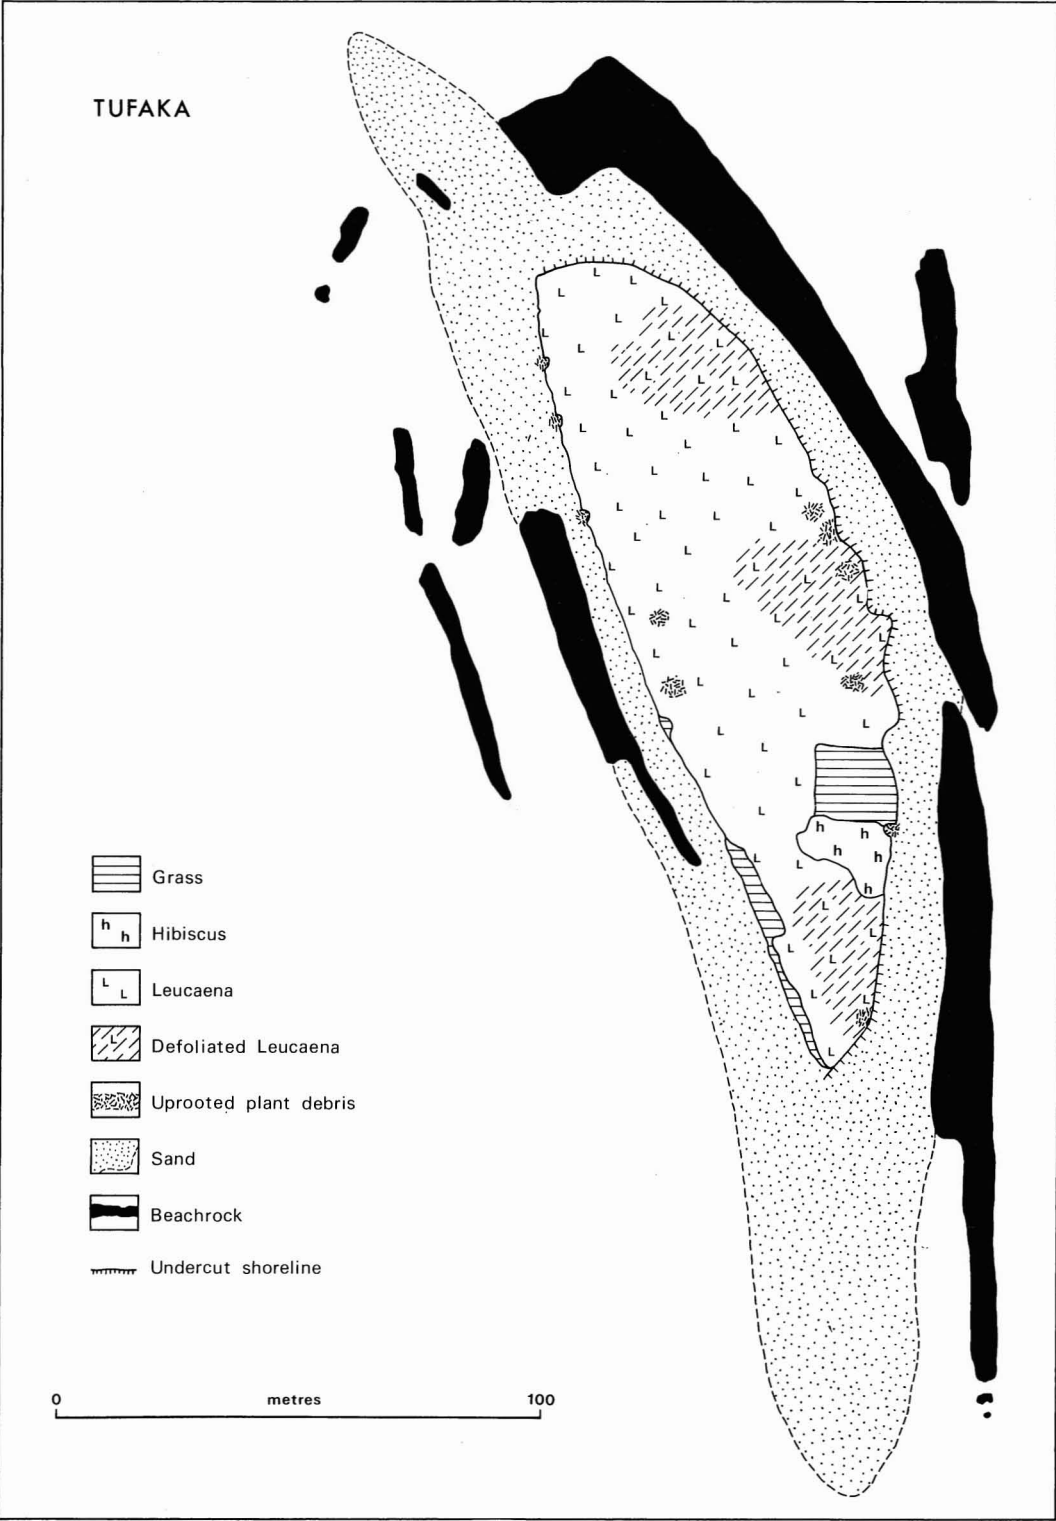 TUFAKA
Grass
h h Hibiscus
L L Leucaena
L Defoliated Leucaena
Uprooted plant debris
Sand
Beachrock
Undercut shoreline
0 metres 100